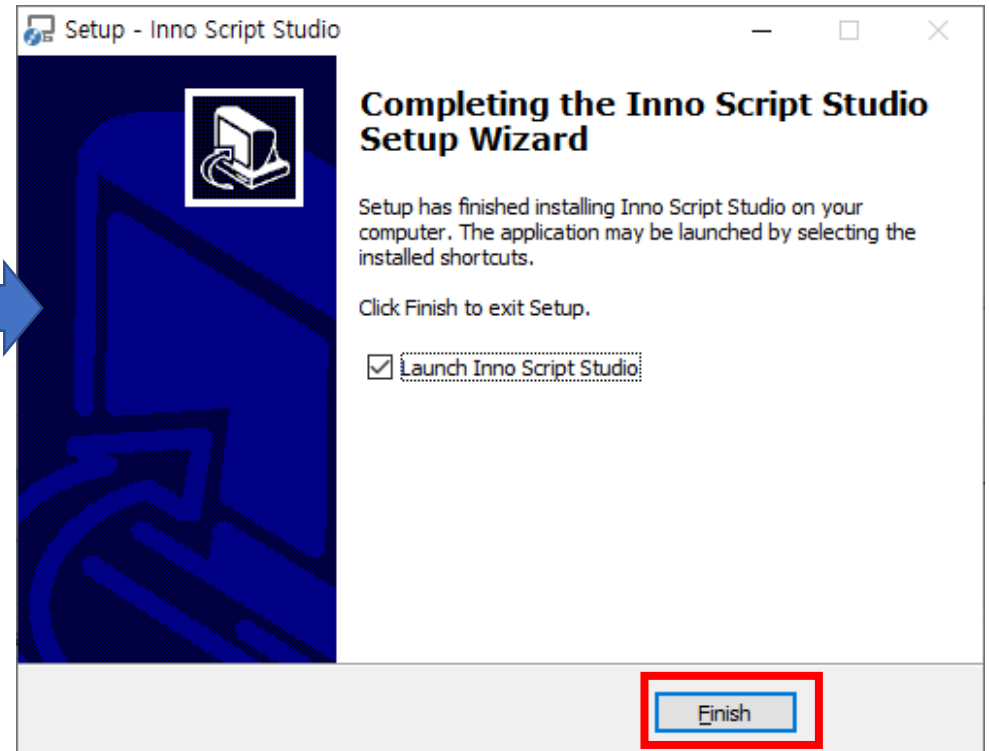 Setup - Inno Script Studio
Completing the Inno Script Studio
Setup Wizard
Setup has finished installing Inno Script Studio on your
computer. The application may be launched by selecting the
installed shortcuts.
Click Finish to exit Setup.
Launch Inno Script Studio
Finish